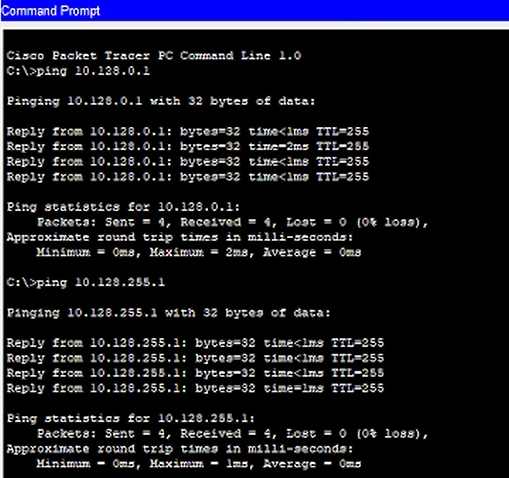 Command Prompt
Cisco Packet Tracer PC Command Line 1.0
C:\>ping 10.128.0.1
Pinging 10.128.0.1 with 32 bytes of data:
Reply from 10.128.0.1: bytes=32 time<1ms TTL=255
Reply from 10.128.0.1: bytes=32 time=2ms TTL=255
Reply from 10.128.0.1: bytes=32 time<1ms TTL=255
Reply from 10.128.0.1: bytes=32 time<1ms TTL=255
Ping statistics for 10.128.0.1:
Packets: Sent = 4, Received = 4, Lost = 0 (0% loss),
Approximate round trip times in milli-seconds:
Minimum = 0ms, Maximum = 2ms, Average = 0ms
C:\>ping 10.128.255.1
Pinging 10.128.255.1 with 32 bytes of data:
Reply from 10.128.255.1: bytes=32 time<1ms TTL=255
Reply from 10.128.255.1: bytes=32 time<1ms TTL=255
Reply from 10.128.255.1: bytes=32 time<1ms TTL=255
Reply from 10.128.255.1: bytes=32 time=1ms TTL=255
Ping statistics for 10.128.255.1:
Packets: Sent = 4, Received = 4, Lost = 0 (0% loss),
Approximate round trip times in milli-seconds:
Minimum = 0ms, Maximum = 1ms, Average = 0ms